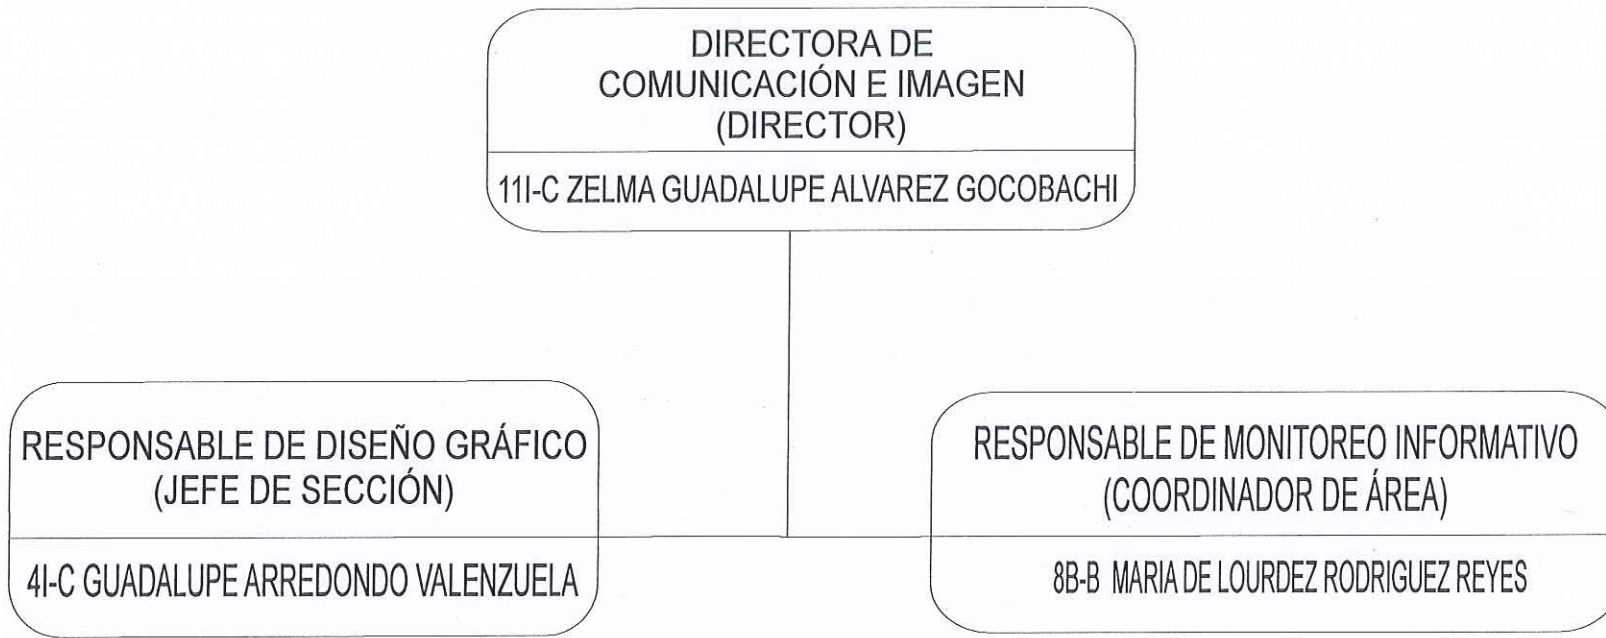 DIRECTORA DE
COMUNICACIÓN E IMAGEN
(DIRECTOR)
11I-C ZELMA GUADALUPE ALVAREZ GOCOBACHI
RESPONSABLE DE DISEÑO GRÁFICO
(JEFE DE SECCIÓN)
4I-C GUADALUPE ARREDONDO VALENZUELA
RESPONSABLE DE MONITOREO INFORMATIVO
(COORDINADOR DE ÁREA)
8B-B MARIA DE LOURDEZ RODRIGUEZ REYES